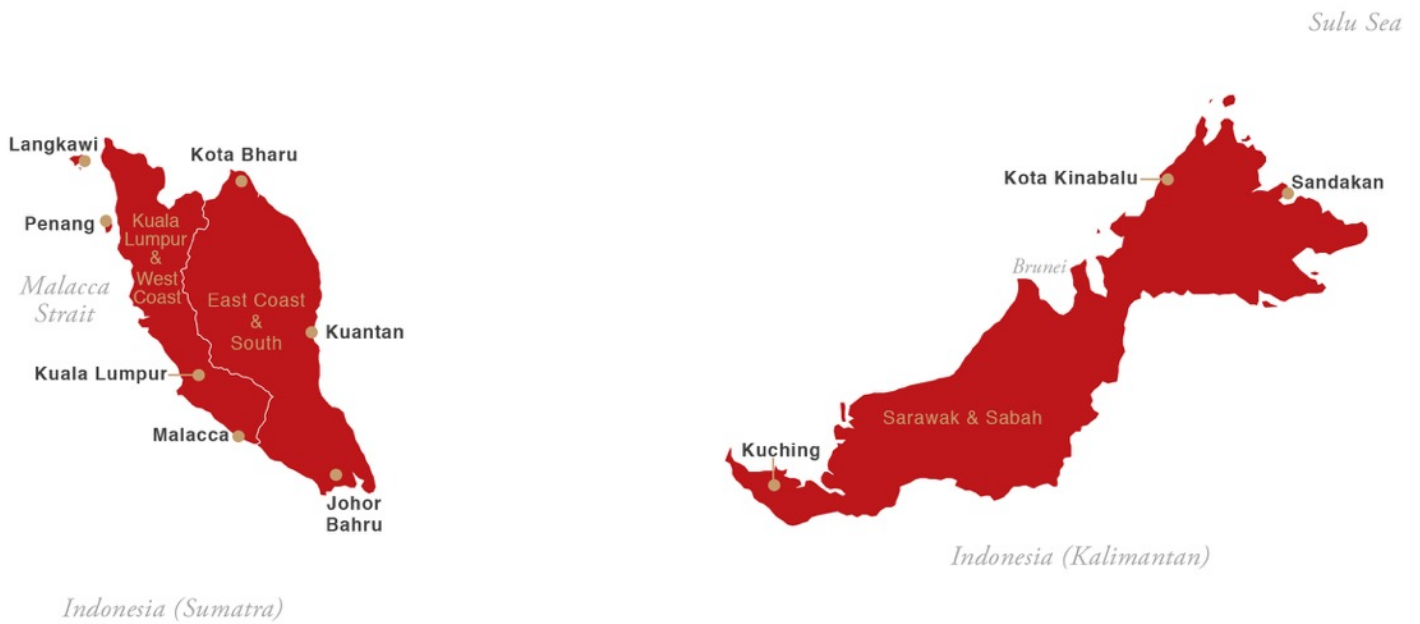 Sulu Sea
Langkawi
Kota Bharu
Penang
Kuala
Lumpur
&
West
Coast
Malacca
Strait
East Coast
&
South
Kuantan
Kuala Lumpur
Malacca
Johor
Bahru
Indonesia (Sumatra)
Kota Kinabalu
Sandakan
Brunei
Sarawak & Sabah
Kuching
Indonesia (Kalimantan)